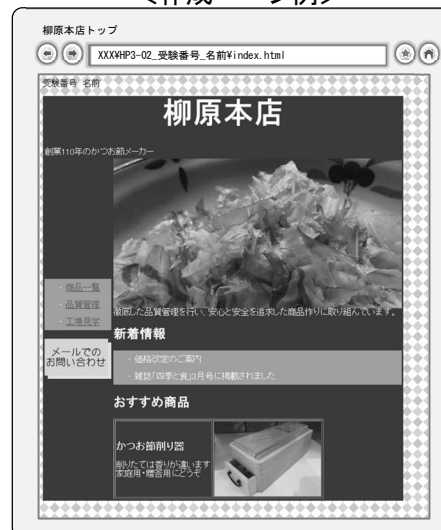 <作成ページ例>
柳原本店トップ
XXX¥HP3-02_受験番号_名前¥index.html
受験番号 名前
柳原本店
創業110年のかつお節メーカー
・商品一覧
・品質管理
・工場見学
メールでの
お問い合わせ
徹底した品質管理を行い、安心と安全を追求した商品作りに取り組んでいます。
新着情報
・価格改定のご案内
・雑誌「四季と食」3月号に掲載されました
おすすめ商品
かつお節削り器
削りたては香りが違います
家庭用・贈答用にどうぞ